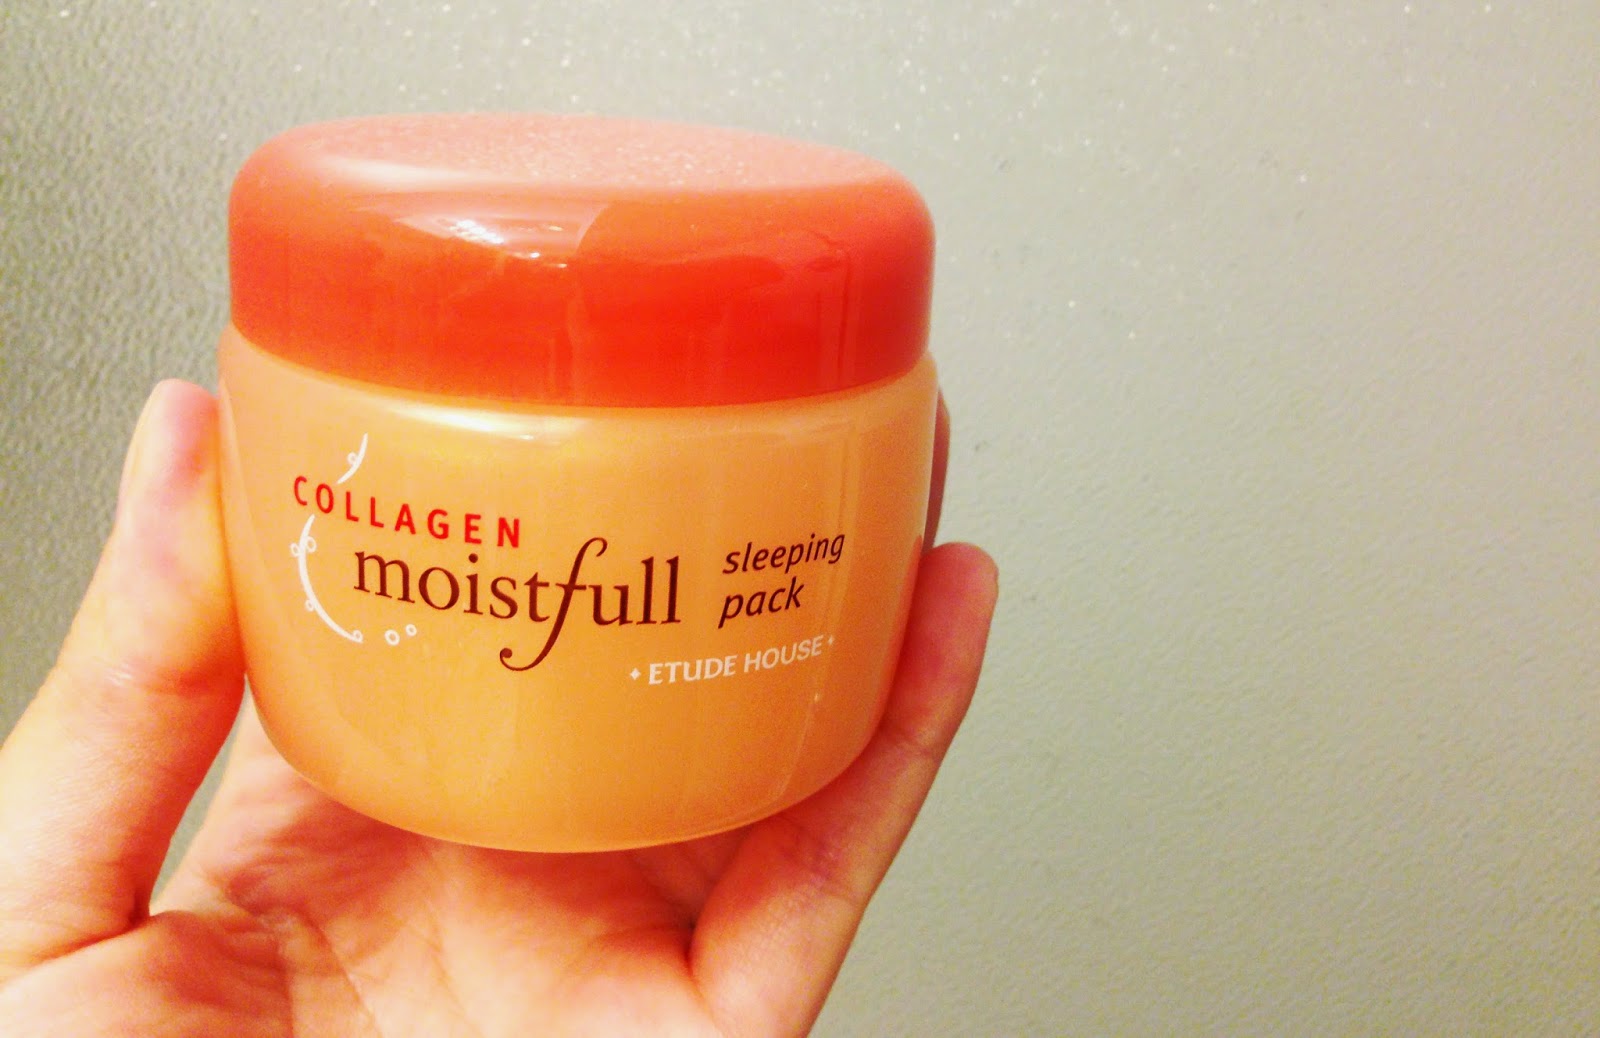 COLLAGEN
moistfull
sleeping
pack
ETUDE HOUSE